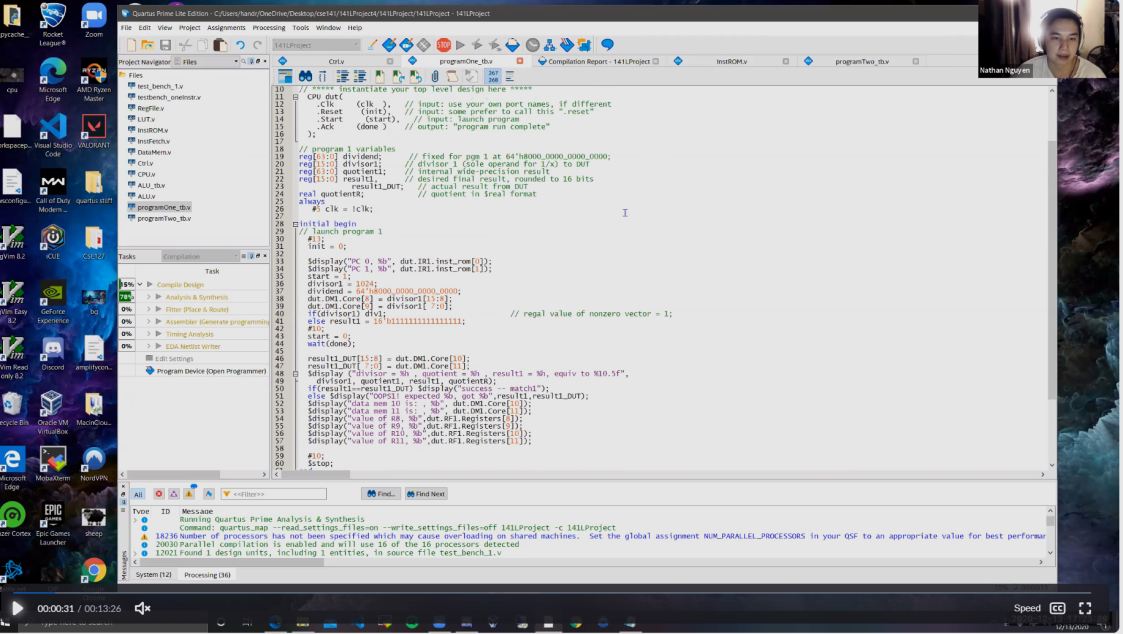 Quartus Prime Lite Edition - C:/Users/handr/OneDrive/Desktop/cse141/141LProject4/141LProject/141LProject - 141LProject
File Edit View Project Assignments Processing Tools Window Help
141LProject
Project Navigator Files
Ctrl.v
programOne_tb.v
Compilation Report - 141LProject
InstROM.v
programTwo_tb.v
Files
test_bench_1.v
testbench_oneInstr.v
RegFile.v
LUT.v
InstROM.v
InstFetch.v
DataMem.v
Ctrl.v
CPU.v
ALU_tb.v
ALU.v
programOne_tb.v
programTwo_tb.v
Tasks Compilation
Task
15% Compile Design
78% Analysis & Synthesis
0% Fitter (Place & Route)
0% Assembler (Generate programming
0% Timing Analysis
0% EDA Netlist Writer
Edit Settings
Program Device (Open Programmer)
267
268
10 // ***** instantiate your top level design here *****
11 CPU dut(
12 .Clk (clk ), // input: use your own port names, if different
13 .Reset (init), // input: some prefer to call this ".reset"
14 .Start (start), // input: launch program
15 .Ack (done ) // output: "program run complete"
16 );
17
18 // program 1 variables
19 reg[63:0] dividend; // fixed for pgm 1 at 64'h8000_0000_0000_0000;
20 reg[15:0] divisor1; // divisor 1 (sole operand for 1/x) to DUT
21 reg[63:0] quotient1; // internal wide-precision result
22 reg[15:0] result1, // desired final result, rounded to 16 bits
23 result1_DUT; // actual result from DUT
24 real quotientR; // quotient in $real format
25 always
26 #5 clk = !clk;
27
28 initial begin
29 // launch program 1
30 #13;
31 init = 0;
32
33 $display("PC 0, %b", dut.IR1.inst_rom[0]);
34 $display("PC 1, %b", dut.IR1.inst_rom[1]);
35 start = 1;
36 divisor1 = 1024;
37 dividend = 64'h8000_0000_0000_0000;
38 dut.DM1.Core[8] = divisor1[15:8];
39 dut.DM1.Core[9] = divisor1[ 7:0];
40 if(divisor1) div1; // regal value of nonzero vector = 1;
41 else result1 = 16'b1111111111111111;
42 #10;
43 start = 0;
44 wait(done);
45
46 result1_DUT[15:8] = dut.DM1.Core[10];
47 result1_DUT[ 7:0] = dut.DM1.Core[11];
48 $display ("divisor = %h , quotient = %h , result1 = %h, equiv to %10.5f",
49 divisor1, quotient1, result1, quotientR);
50 if(result1==result1_DUT) $display("success -- match1");
51 else $display("OOPS1! expected %b, got %b",result1,result1_DUT);
52 $display("data mem 10 is: , %b", dut.DM1.Core[10]);
53 $display("data mem 11 is: , %b", dut.DM1.Core[11]);
54 $display("value of R8, %b",dut.RF1.Registers[8]);
55 $display("value of R9, %b",dut.RF1.Registers[9]);
56 $display("value of R10, %b",dut.RF1.Registers[10]);
57 $display("value of R11, %b",dut.RF1.Registers[11]);
58
59 #10;
60 $stop;
All <<Filter>> Find... Find Next
Type ID Message
Running Quartus Prime Analysis & Synthesis
Command: quartus_map --read_settings_files=on --write_settings_files=off 141LProject -c 141LProject
18236 Number of processors has not been specified which may cause overloading on shared machines. Set the global assignment NUM_PARALLEL_PROCESSORS in your QSF to an appropriate value for best performan
20030 Parallel compilation is enabled and will use 16 of the 16 processors detected
12021 Found 1 design units, including 1 entities, in source file test_bench_1.v
Messages
System (12) Processing (36)
Nathan Nguyen
Rocket League®
Zoom
cpu
Microsoft Edge
AMD Ryzen Master
Visual Studio Code
VALORANT
Call of Duty Modern
quartus stiff
iCUE
CSE127
GeForce Experience
bg
Discord
amplifycon...
Oracle VM VirtualBox
MacinClou...
MobaXterm
NordVPN
Epic Games Launcher
sheep
00:00:31 / 00:13:26
Speed CC
12/13/2020